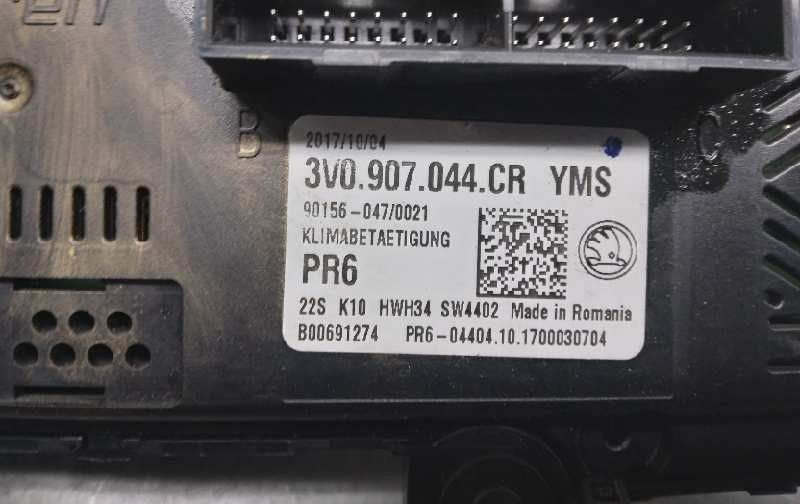 B
C
2017/10/04
3V0.907.044.CR YMS
90156-047/0021
KLIMABETAETIGUNG
PR6
22S K10 HWH34 SW4402 Made in Romania
B00691274 PR6-04404.10.1700030704